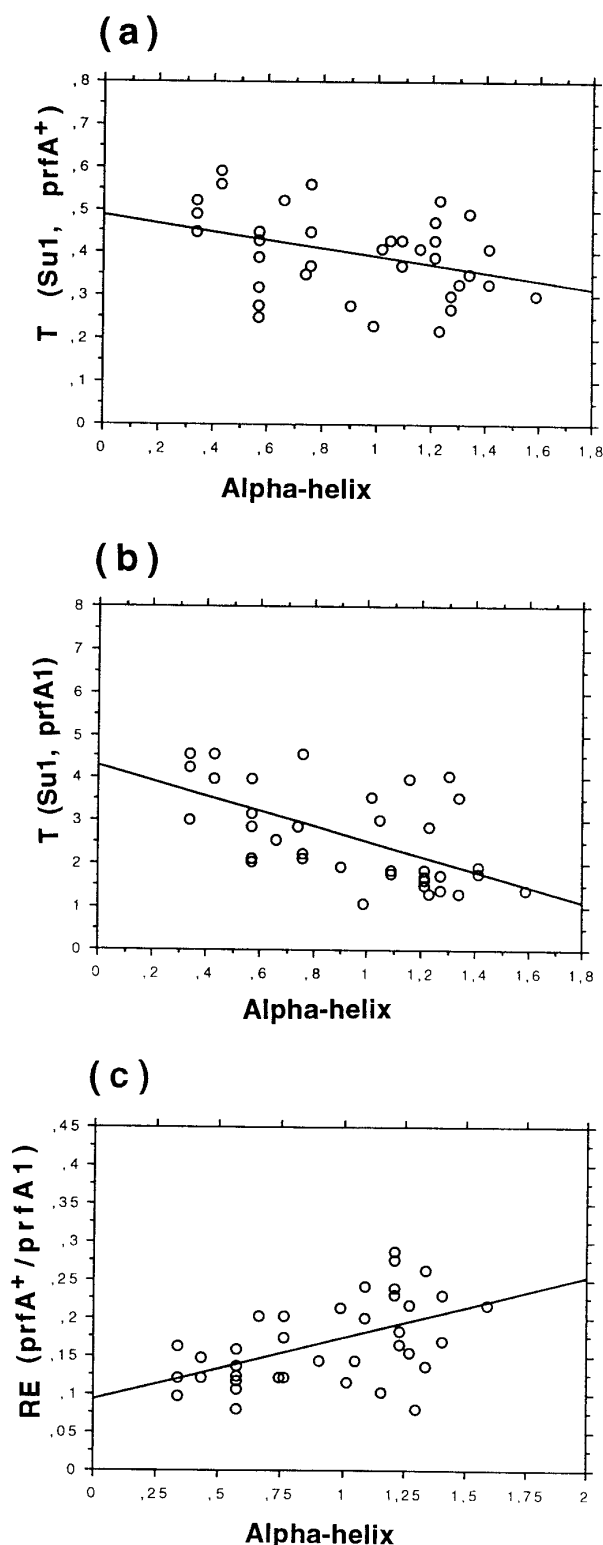 (a)
,8
,7
,6
,5
,4
,3
,2
,1
0
T (Su1, prfA+)
0 ,2 ,4 ,6 ,8 1 1,2 1,4 1,6 1,8
Alpha-helix
(b)
8
7
6
5
4
3
2
1
0
T (Su1, prfA1)
0 ,2 ,4 ,6 ,8 1 1,2 1,4 1,6 1,8
Alpha-helix
(c)
,45
,4
,35
,3
,25
,2
,15
,1
,05
0
RE (prfA+/prfA1)
0 ,25 ,5 ,75 1 1,25 1,5 1,75 2
Alpha-helix